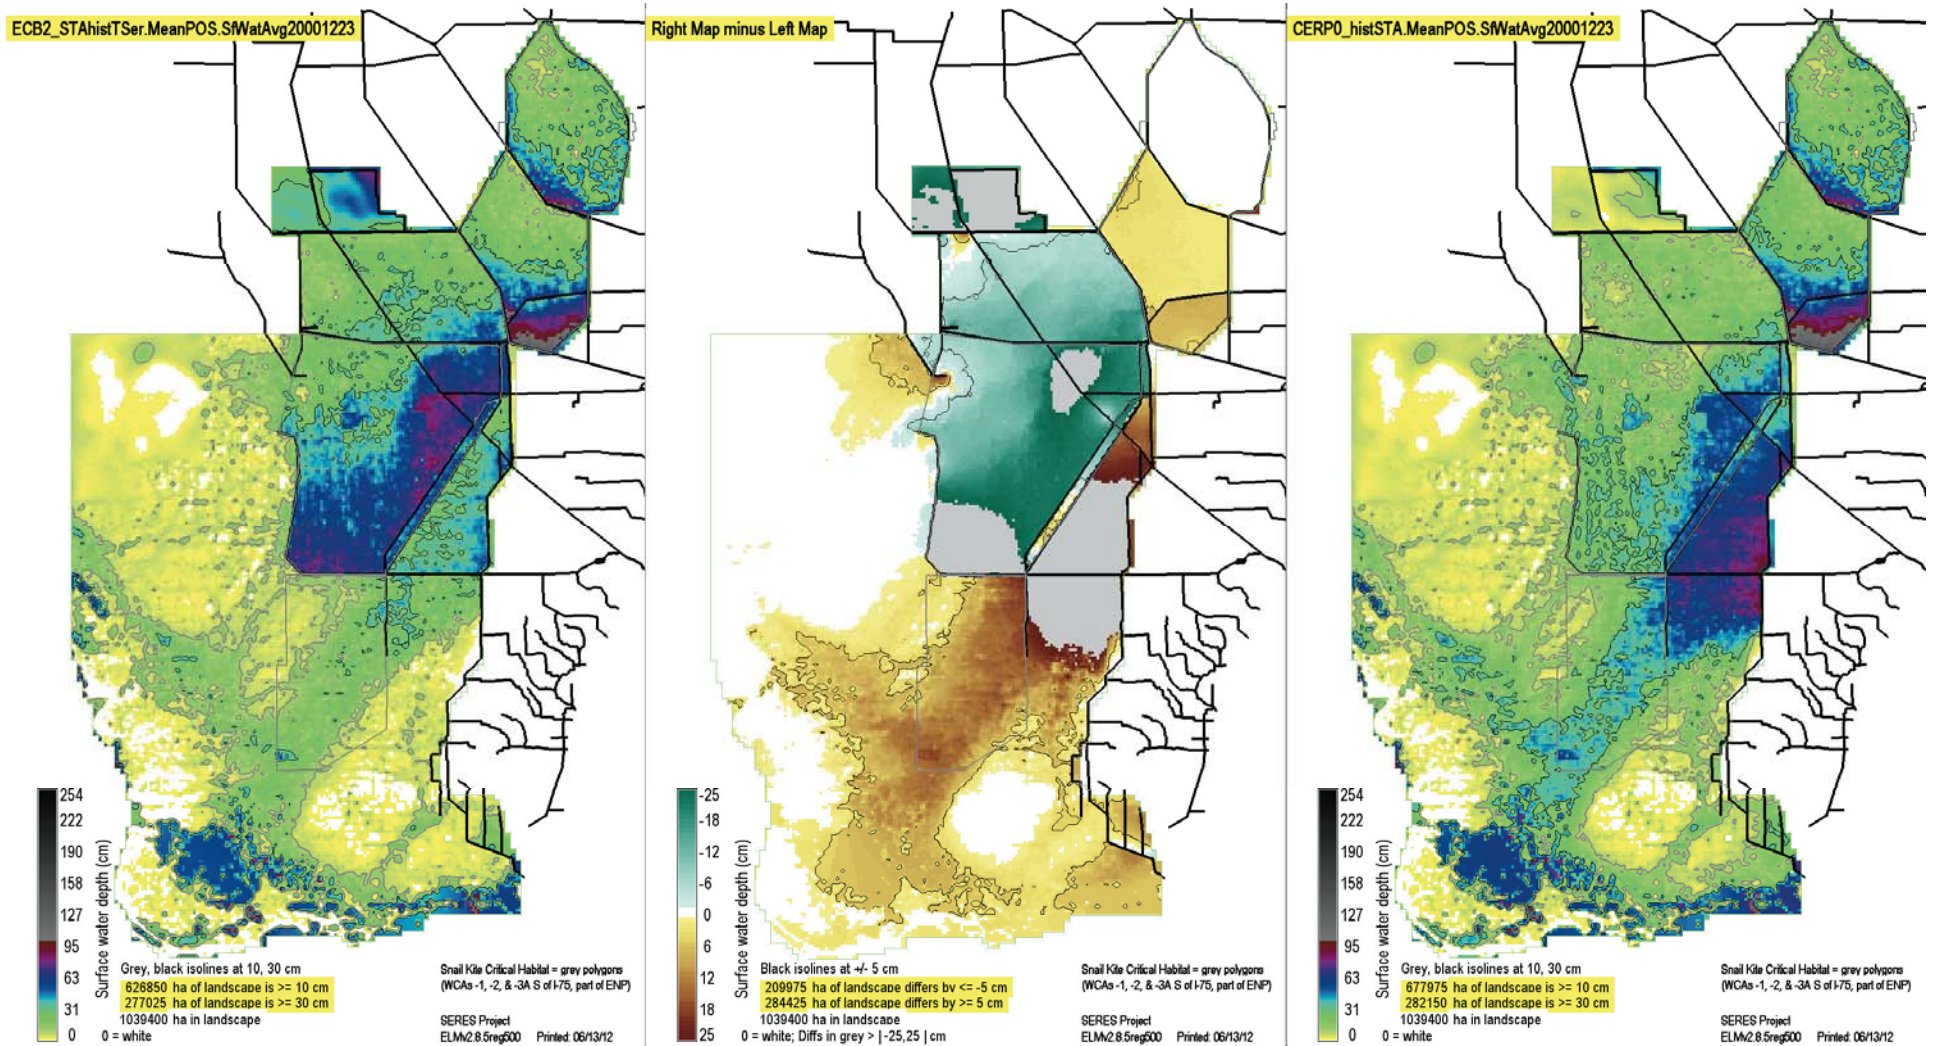 ECB2_STAhistTSer.MeanPOS.SfWatAvg20001223
Surface water depth (cm)
254
222
190
158
127
95
63
31
0
0 = white
Grey, black isolines at 10, 30 cm
626850 ha of landscape is >= 10 cm
277025 ha of landscape is >= 30 cm
1039400 ha in landscape
Snail Kite Critical Habitat = grey polygons
(WCAs -1, -2, & -3A S of I-75, part of ENP)
SERES Project
ELMv2.8.5reg500 Printed: 06/13/12
Right Map minus Left Map
Surface water depth (cm)
-25
-18
-12
-6
0
6
12
18
25
0 = white; Diffs in grey > |-25,25| cm
Black isolines at +/- 5 cm
209975 ha of landscape differs by <= -5 cm
284425 ha of landscape differs by >= 5 cm
1039400 ha in landscape
Snail Kite Critical Habitat = grey polygons
(WCAs -1, -2, & -3A S of I-75, part of ENP)
SERES Project
ELMv2.8.5reg500 Printed: 06/13/12
CERP0_histSTA.MeanPOS.SfWatAvg20001223
Surface water depth (cm)
254
222
190
158
127
95
63
31
0
0 = white
Grey, black isolines at 10, 30 cm
677975 ha of landscape is >= 10 cm
282150 ha of landscape is >= 30 cm
1039400 ha in landscape
Snail Kite Critical Habitat = grey polygons
(WCAs -1, -2, & -3A S of I-75, part of ENP)
SERES Project
ELMv2.8.5reg500 Printed: 06/13/12